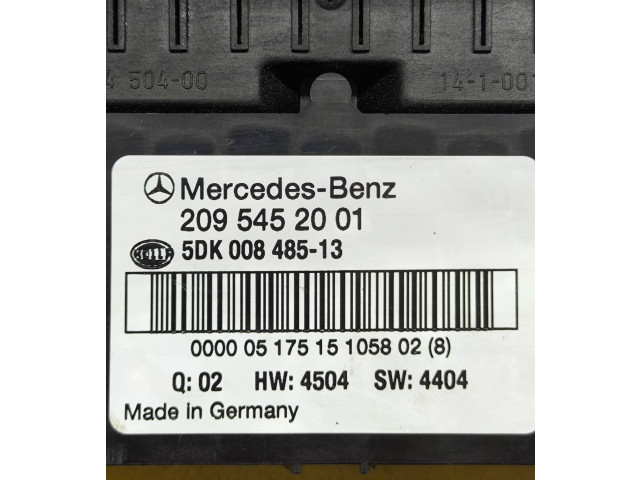 504-00
14-1-001
Mercedes-Benz
209 545 20 01
HELLA
5DK 008 485-13
0000 05 175 15 1058 02 (8)
Q: 02 HW: 4504 SW: 4404
Made in Germany